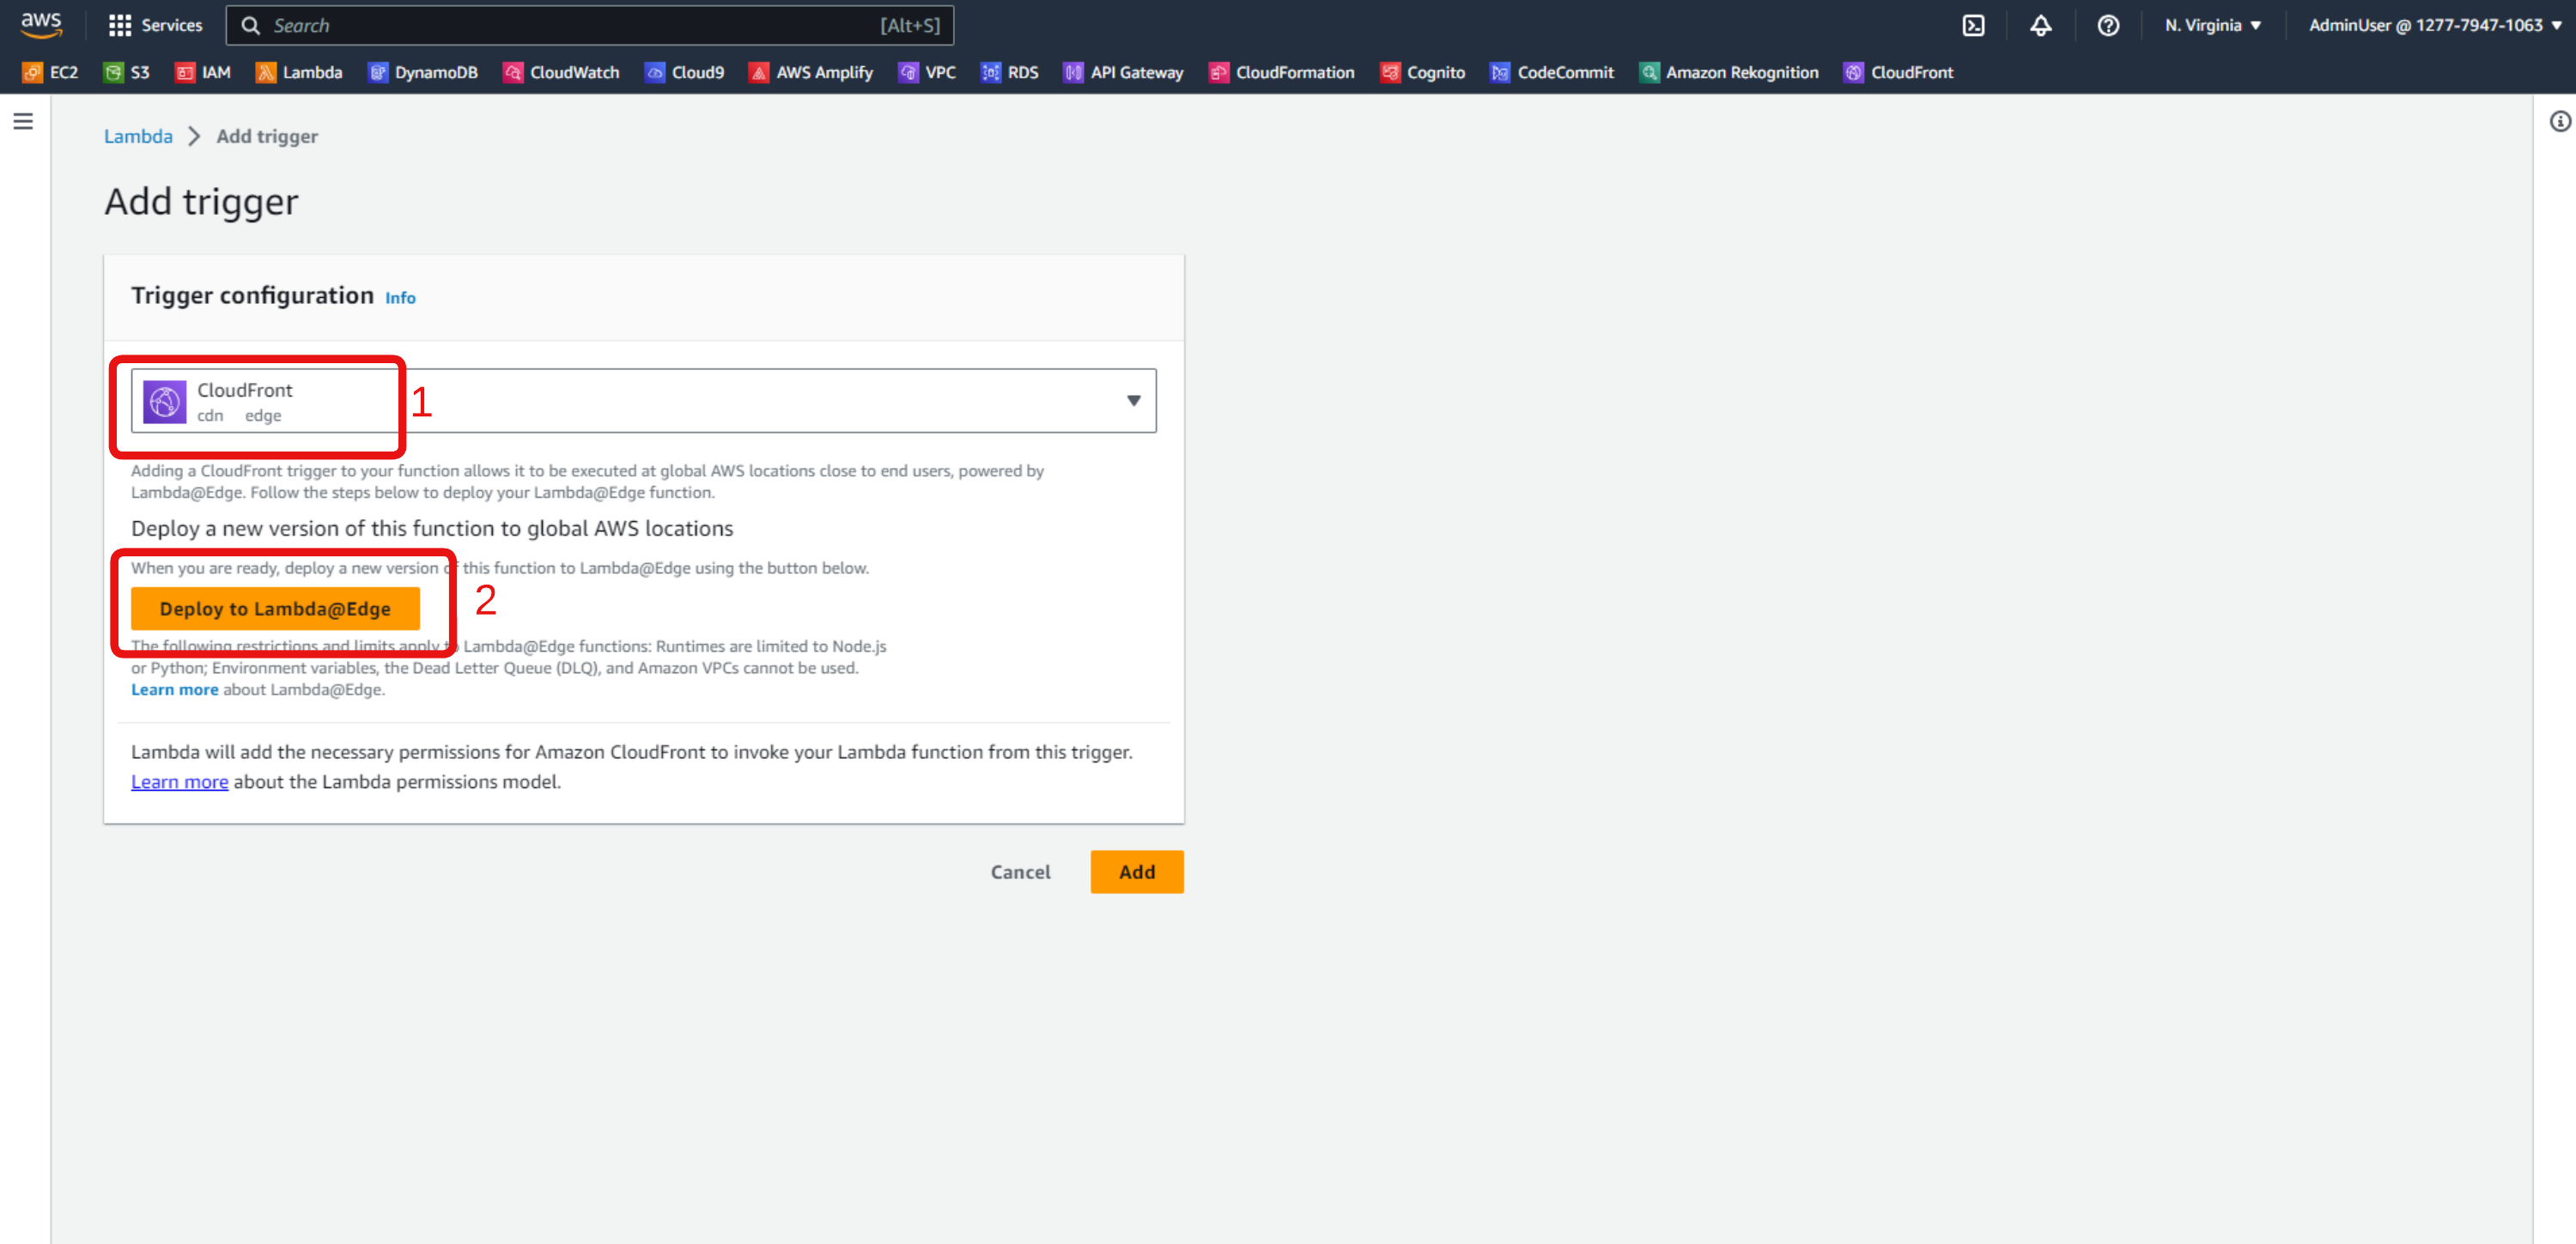 aws Services Search [Alt+S] N. Virginia ▼ AdminUser @ 1277-7947-1063 ▼
EC2 S3 IAM Lambda DynamoDB CloudWatch Cloud9 AWS Amplify VPC RDS API Gateway CloudFormation Cognito CodeCommit Amazon Rekognition CloudFront
Lambda > Add trigger
Add trigger
Trigger configuration Info
CloudFront
cdn edge
1
Adding a CloudFront trigger to your function allows it to be executed at global AWS locations close to end users, powered by
Lambda@Edge. Follow the steps below to deploy your Lambda@Edge function.
Deploy a new version of this function to global AWS locations
When you are ready, deploy a new version of this function to Lambda@Edge using the button below.
Deploy to Lambda@Edge
2
The following restrictions and limits apply to Lambda@Edge functions: Runtimes are limited to Node.js
or Python; Environment variables, the Dead Letter Queue (DLQ), and Amazon VPCs cannot be used.
Learn more about Lambda@Edge.
Lambda will add the necessary permissions for Amazon CloudFront to invoke your Lambda function from this trigger.
Learn more about the Lambda permissions model.
Cancel Add